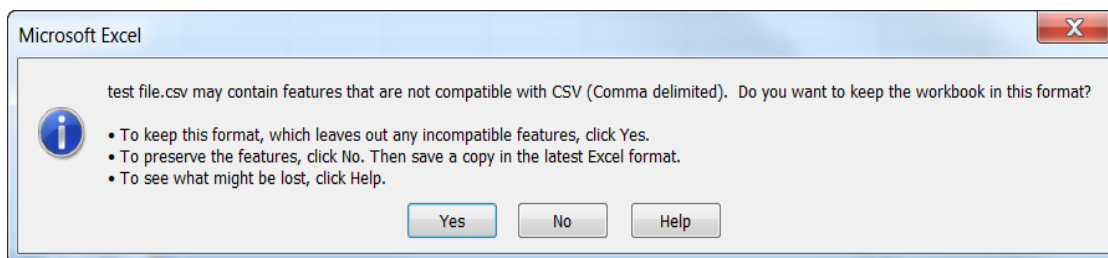 Microsoft Excel
X
test file.csv may contain features that are not compatible with CSV (Comma delimited).  Do you want to keep the workbook in this format?
• To keep this format, which leaves out any incompatible features, click Yes.
• To preserve the features, click No. Then save a copy in the latest Excel format.
• To see what might be lost, click Help.
Yes No Help